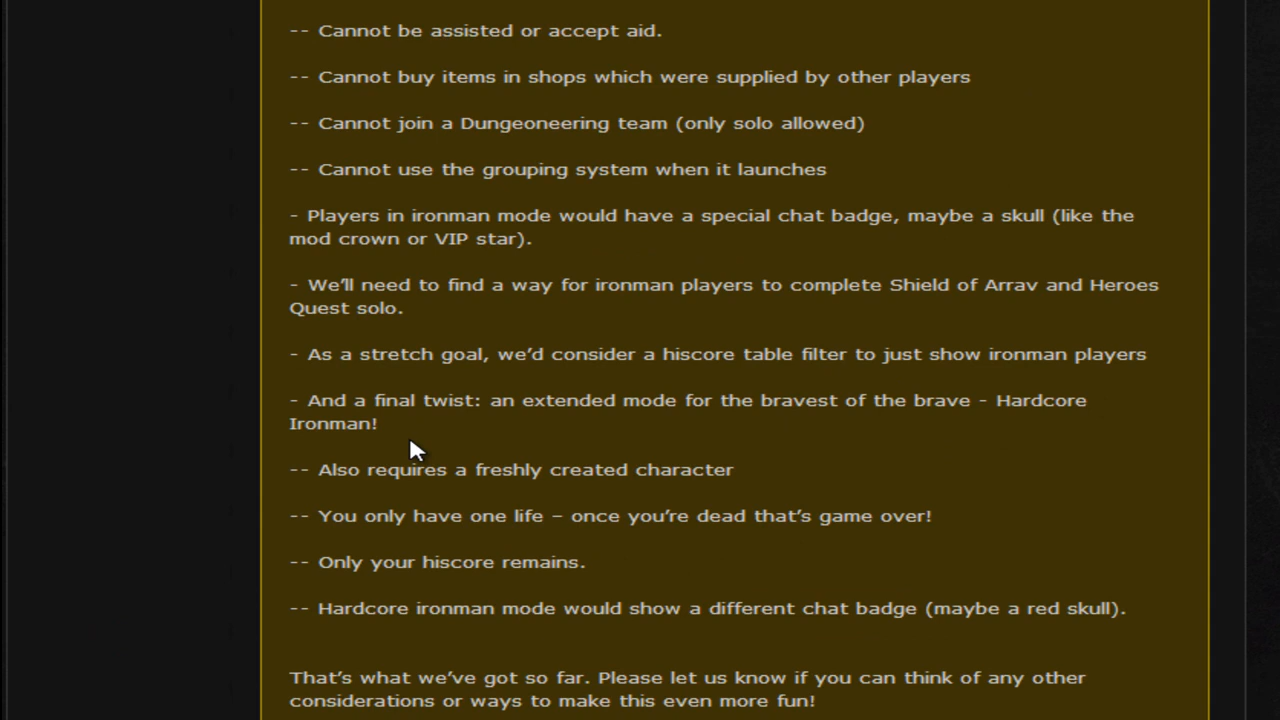 -- Cannot be assisted or accept aid.
-- Cannot buy items in shops which were supplied by other players
-- Cannot join a Dungeoneering team (only solo allowed)
-- Cannot use the grouping system when it launches
- Players in ironman mode would have a special chat badge, maybe a skull (like the
mod crown or VIP star).
- We’ll need to find a way for ironman players to complete Shield of Arrav and Heroes
Quest solo.
- As a stretch goal, we’d consider a hiscore table filter to just show ironman players
- And a final twist: an extended mode for the bravest of the brave - Hardcore
Ironman!
-- Also requires a freshly created character
-- You only have one life – once you’re dead that’s game over!
-- Only your hiscore remains.
-- Hardcore ironman mode would show a different chat badge (maybe a red skull).
That’s what we’ve got so far. Please let us know if you can think of any other
considerations or ways to make this even more fun!